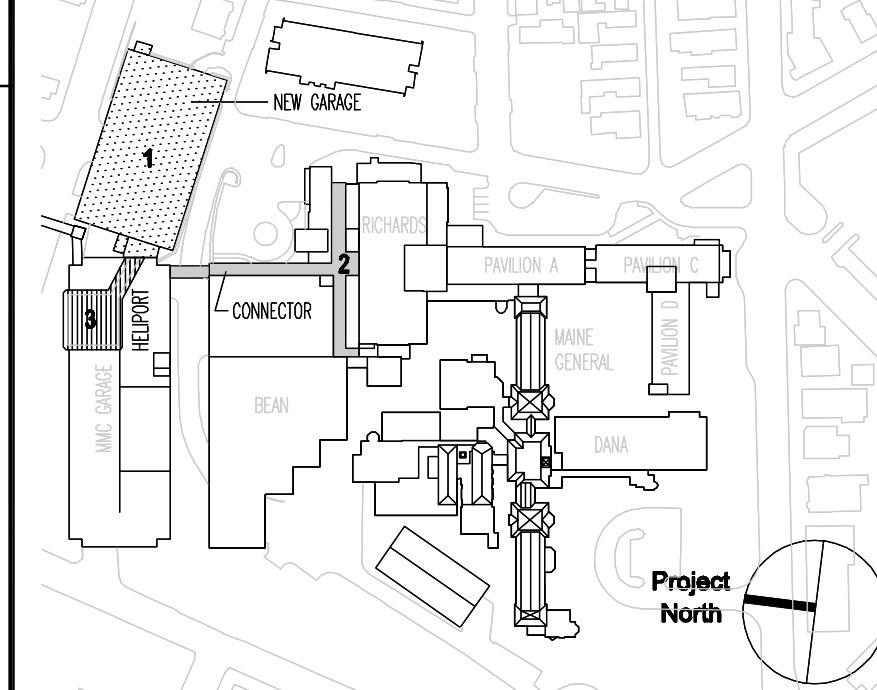 NEW GARAGE
1
RICHARDS
2
PAVILION A
PAVILION C
CONNECTOR
HELIPORT
3
MAINE
GENERAL
PAVILION D
MMC GARAGE
BEAN
DANA
Project
North